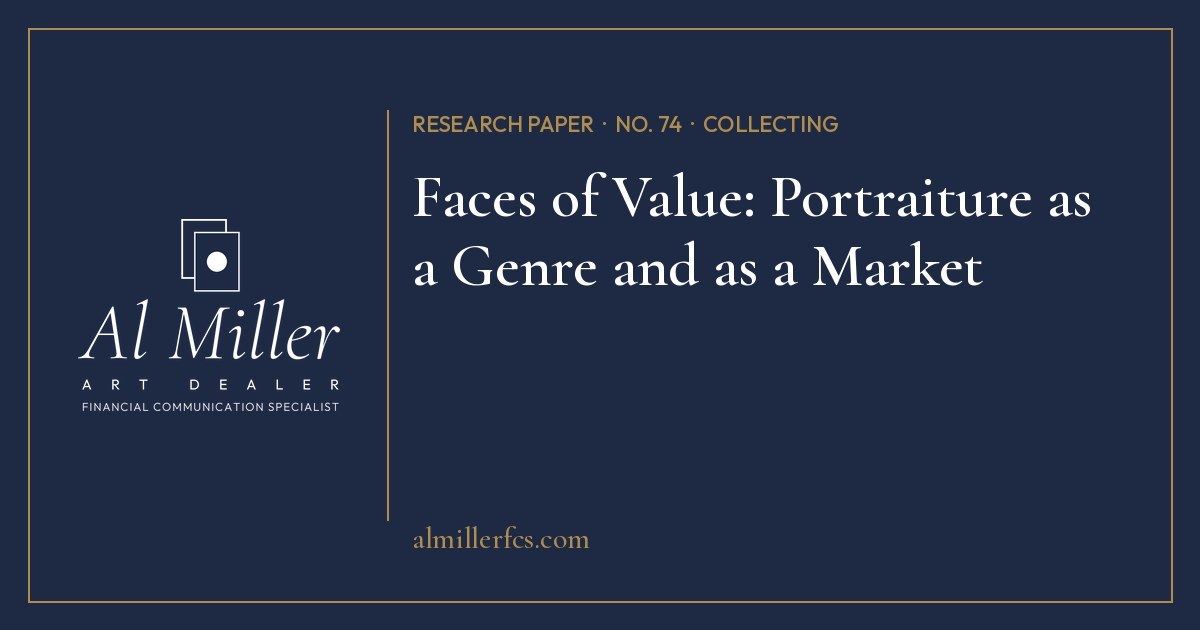 RESEARCH PAPER · NO. 74 · COLLECTING
Faces of Value: Portraiture as
a Genre and as a Market
Al Miller
ART DEALER
FINANCIAL COMMUNICATION SPECIALIST
almillerfcs.com